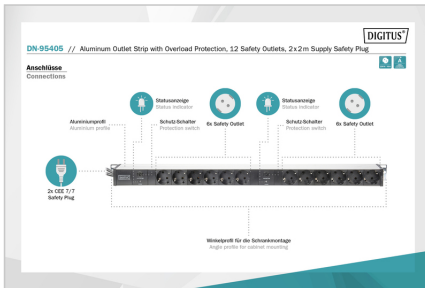 DIGITUS®
DN-95405 // Aluminum Outlet Strip with Overload Protection, 12 Safety Outlets, 2x2m Supply Safety Plug
Anschlüsse
Connections
Statusanzeige
Status indicator
Statusanzeige
Status indicator
Aluminiumprofil
Aluminium profile
Schutz-Schalter
Protection switch
6x Safety Outlet
Schutz-Schalter
Protection switch
6x Safety Outlet
DIGITUS
2x CEE 7/7
Safety Plug
Winkelprofil für die Schrankmontage
Angle profile for cabinet mounting